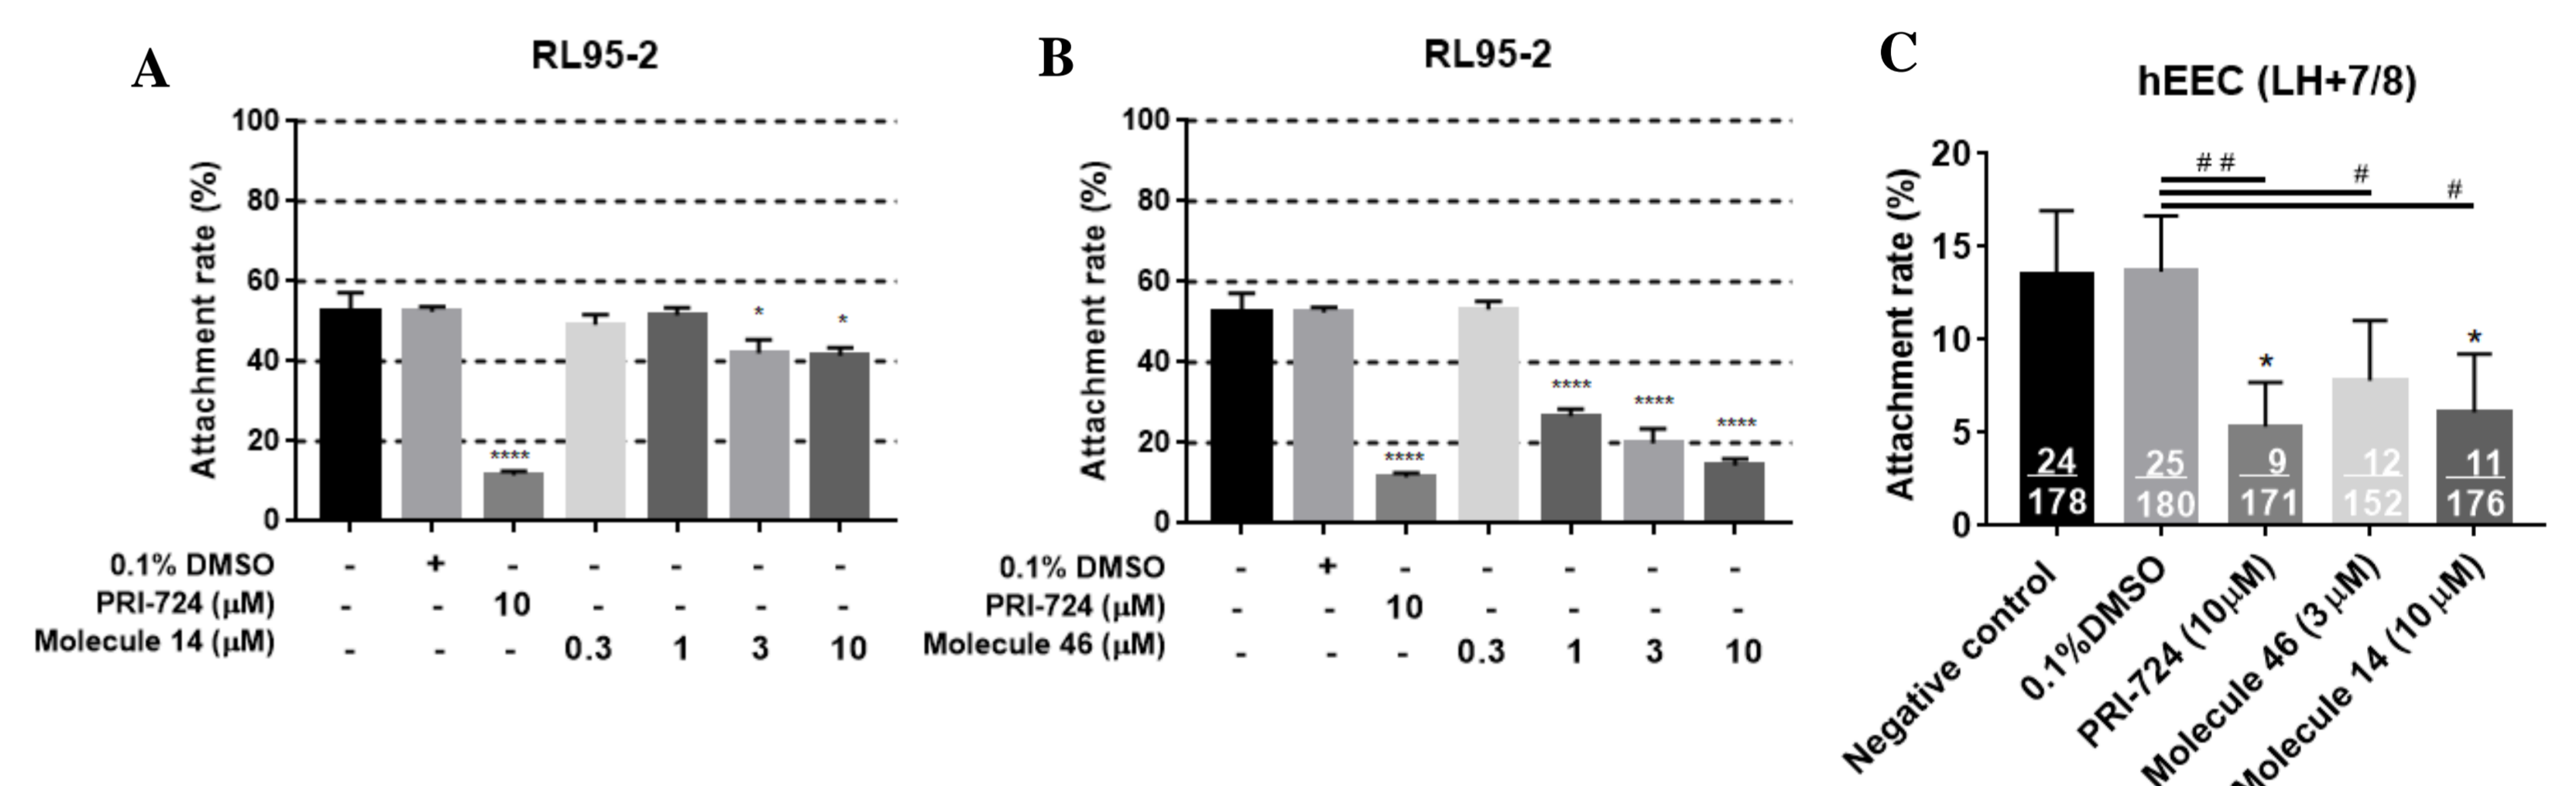 A
RL95-2
Attachment rate (%)
100
80
60
40
20
0
****
*
*
0.1% DMSO - + - - - - -
PRI-724 (μM) - - 10 - - - -
Molecule 14 (μM) - - - 0.3 1 3 10
B
RL95-2
Attachment rate (%)
100
80
60
40
20
0
****
****
****
****
0.1% DMSO - + - - - - -
PRI-724 (μM) - - 10 - - - -
Molecule 46 (μM) - - - 0.3 1 3 10
C
hEEC (LH+7/8)
Attachment rate (%)
20
15
10
5
0
# #
#
#
*
*
24 25 9 12 11
178 180 171 152 176
Negative control
0.1%DMSO
PRI-724 (10μM)
Molecule 46 (3 μM)
Molecule 14 (10 μM)